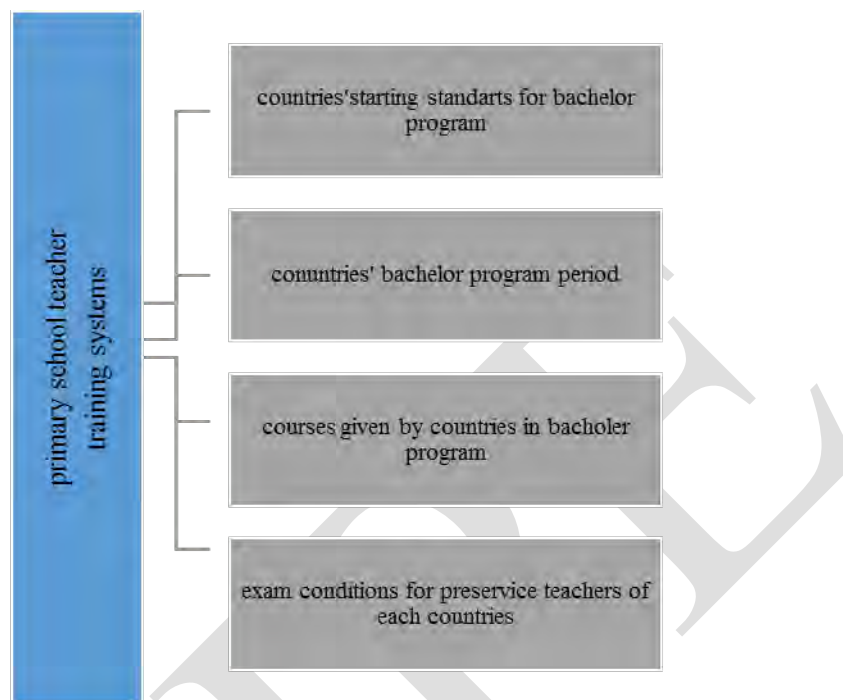 primary school teacher
training systems
countries'starting standarts for bachelor
program
conuntries' bachelor program period
courses given by countries in bacholer
program
exam conditions for preservice teachers of
each countries